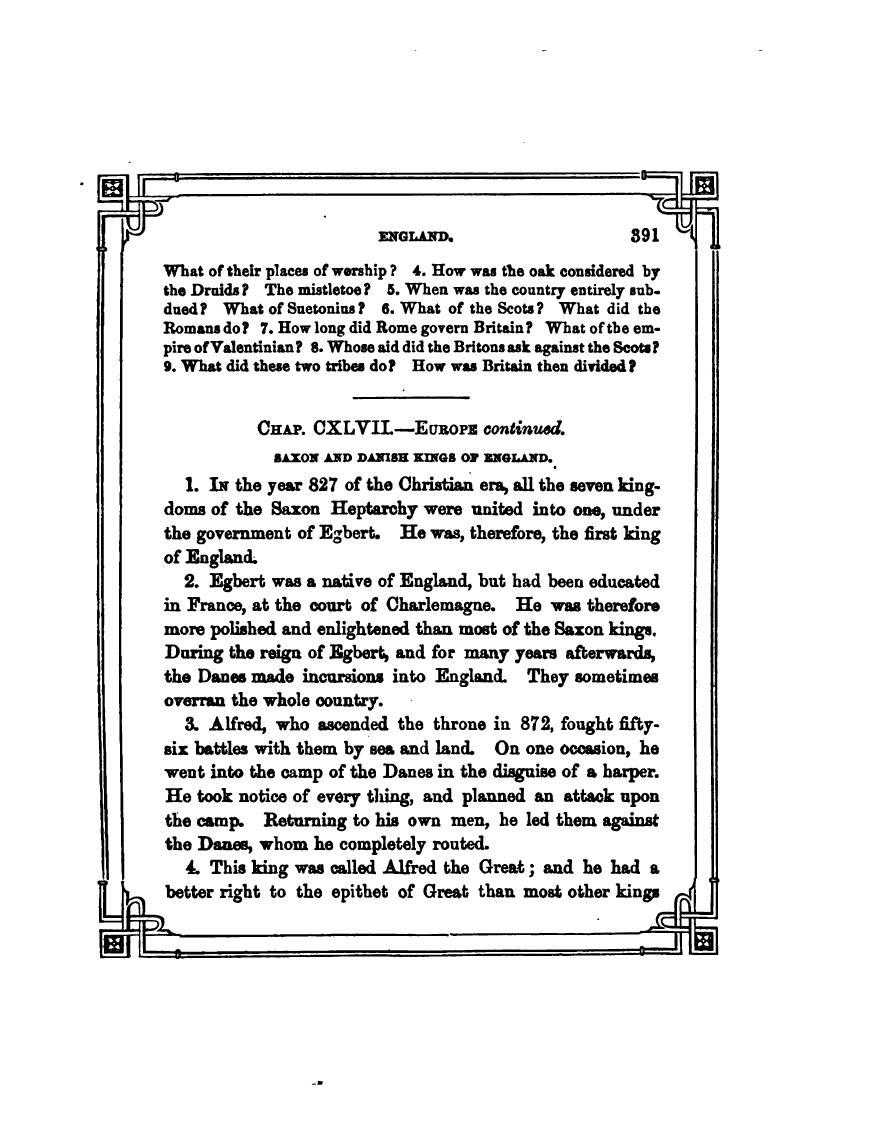 ENGLAND. 391
What of their places of worship? 4. How was the oak considered by
the Druids? The mistletoe? 5. When was the country entirely sub-
dued? What of Suetonius? 6. What of the Scots? What did the
Romans do? 7. How long did Rome govern Britain? What of the em-
pire of Valentinian? 8. Whose aid did the Britons ask against the Scots?
9. What did these two tribes do? How was Britain then divided?
CHAP. CXLVII.—EUROPE continued.
SAXON AND DANISH KINGS OF ENGLAND.
1. IN the year 827 of the Christian era, all the seven king-
doms of the Saxon Heptarchy were united into one, under
the government of Egbert. He was, therefore, the first king
of England.
2. Egbert was a native of England, but had been educated
in France, at the court of Charlemagne. He was therefore
more polished and enlightened than most of the Saxon kings.
During the reign of Egbert, and for many years afterwards,
the Danes made incursions into England. They sometimes
overran the whole country.
3. Alfred, who ascended the throne in 872, fought fifty-
six battles with them by sea and land. On one occasion, he
went into the camp of the Danes in the disguise of a harper.
He took notice of every thing, and planned an attack upon
the camp. Returning to his own men, he led them against
the Danes, whom he completely routed.
4. This king was called Alfred the Great; and he had a
better right to the epithet of Great than most other kings